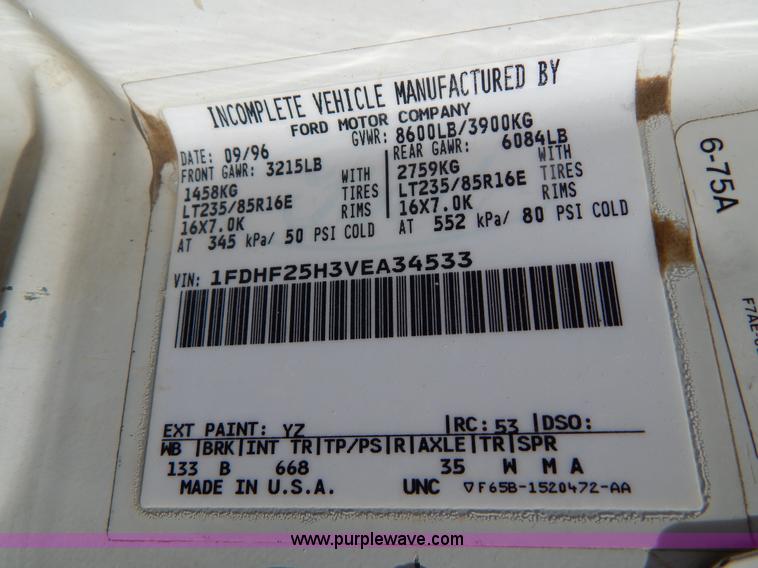 INCOMPLETE VEHICLE MANUFACTURED BY
FORD MOTOR COMPANY
DATE: 09/96 GVWR: 8600LB/3900KG
FRONT GAWR: 3215LB REAR GAWR: 6084LB
1458KG WITH 2759KG WITH
LT235/85R16E TIRES LT235/85R16E TIRES
16X7.0K RIMS 16X7.0K RIMS
AT 345 kPa/ 50 PSI COLD AT 552 kPa/ 80 PSI COLD
VIN: 1FDHF25H3VEA34533
EXT PAINT: YZ |RC: 53 |DSO:
WB |BRK|INT TR|TP/PS|R|AXLE|TR|SPR
133 B 668 35 W M A
MADE IN U.S.A. UNC ▽F65B-1520472-AA
6-75A
www.purplewave.com